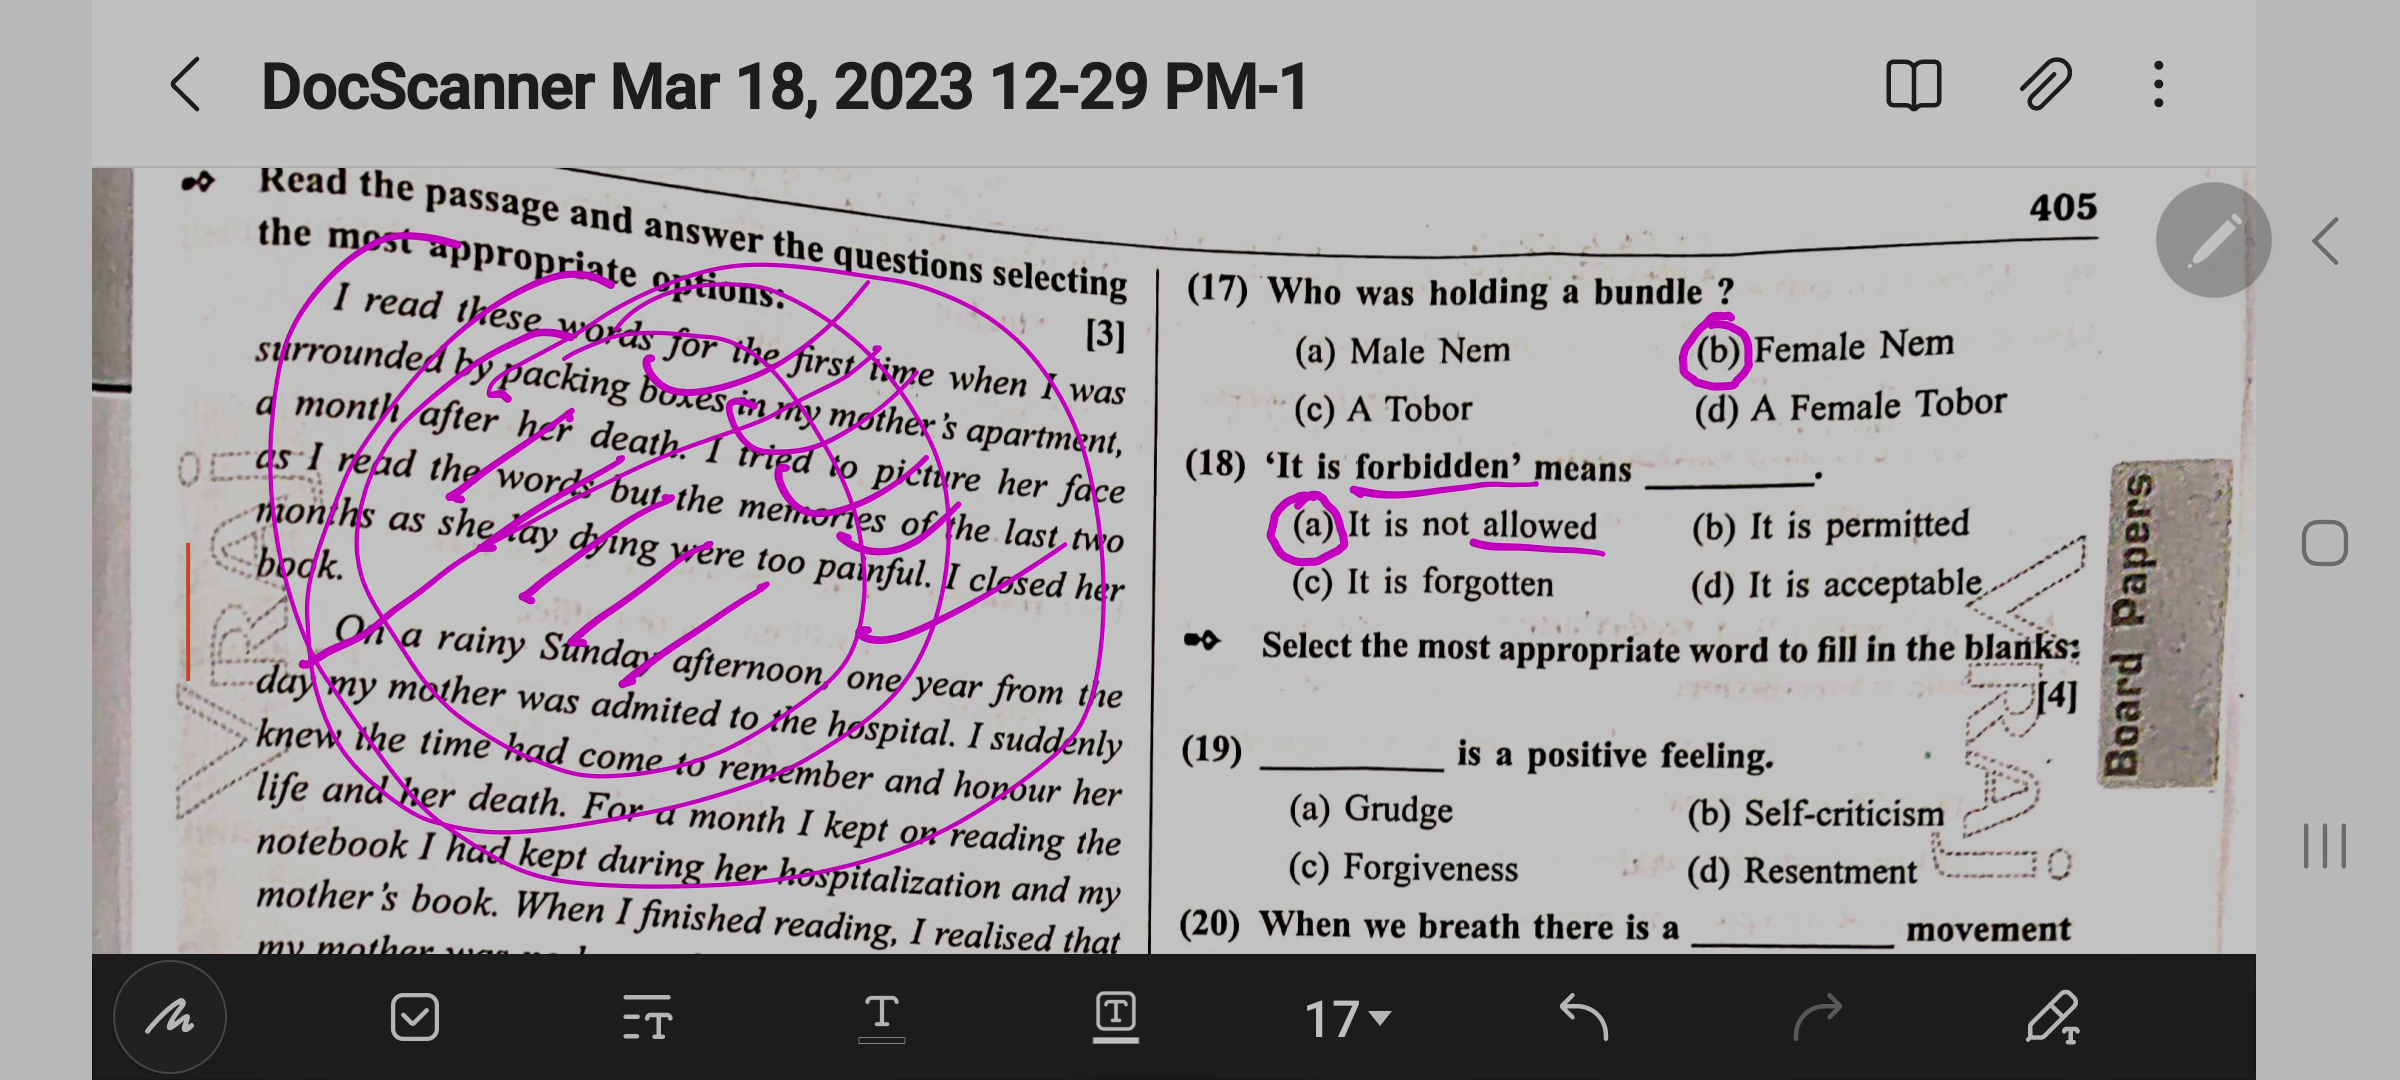 DocScanner Mar 18, 2023 12-29 PM-1
405
Read the passage and answer the questions selecting
the most appropriate options:
[3]
I read these words for the first time when I was
surrounded by packing boxes in my mother's apartment,
a month after her death. I tried to picture her face
as I read the words but the memories of the last two
months as she lay dying were too painful. I closed her
book.
On a rainy Sunday afternoon, one year from the
day my mother was admited to the hospital. I suddenly
knew the time had come to remember and honour her
life and her death. For a month I kept on reading the
notebook I had kept during her hospitalization and my
mother's book. When I finished reading, I realised that
my mother was
(17) Who was holding a bundle ?
(a) Male Nem
(b) Female Nem
(c) A Tobor
(d) A Female Tobor
(18) 'It is forbidden' means ________.
(a) It is not allowed
(b) It is permitted
(c) It is forgotten
(d) It is acceptable
Select the most appropriate word to fill in the blanks:
[4]
(19) ________ is a positive feeling.
(a) Grudge
(b) Self-criticism
(c) Forgiveness
(d) Resentment
(20) When we breath there is a ________ movement
Board Papers
17